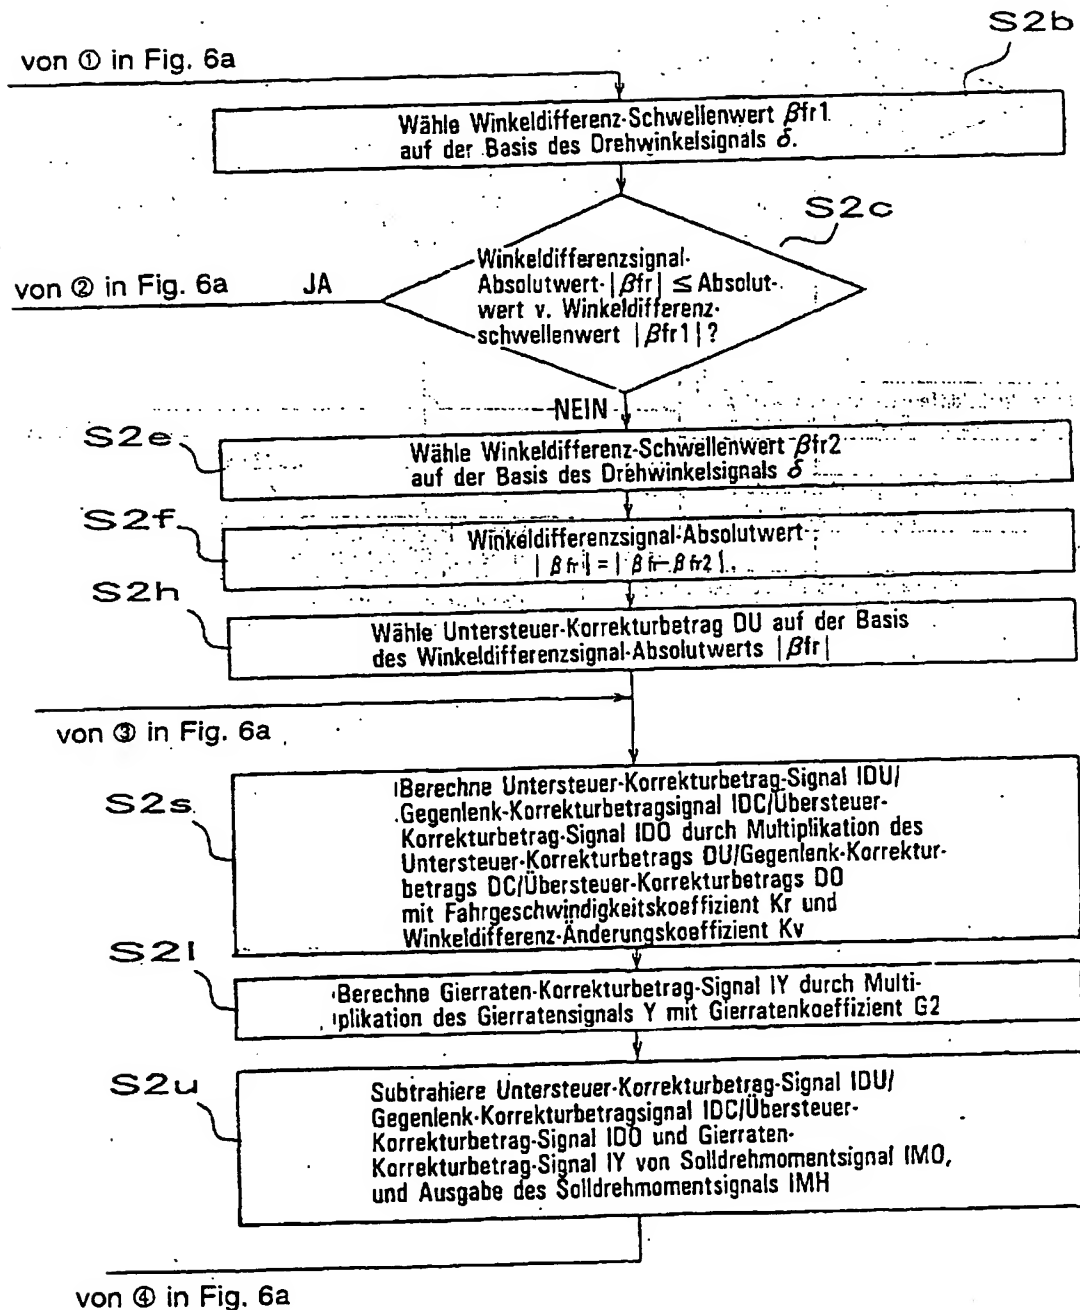 S2b
von ① in Fig. 6a
Wähle Winkeldifferenz-Schwellenwert βfr1
auf der Basis des Drehwinkelsignals δ.
S2c
Winkeldifferenzsignal-
Absolutwert-|βfr| ≤ Absolut-
wert v. Winkeldifferenz-
schwellenwert |βfr1|?
von ② in Fig. 6a
JA
NEIN
S2e
Wähle Winkeldifferenz-Schwellenwert βfr2
auf der Basis des Drehwinkelsignals δ
S2f
Winkeldifferenzsignal-Absolutwert
|βfr| = |βfr-βfr2|
S2h
Wähle Untersteuer-Korrekturbetrag DU auf der Basis
des Winkeldifferenzsignal-Absolutwerts |βfr|
von ③ in Fig. 6a
S2s
Berechne Untersteuer-Korrekturbetrag-Signal IDU/
Gegenlenk-Korrekturbetragsignal IDC/Übersteuer-
Korrekturbetrag-Signal IDO durch Multiplikation des
Untersteuer-Korrekturbetrags DU/Gegenlenk-Korrektur-
betrags DC/Übersteuer-Korrekturbetrags DO
mit Fahrgeschwindigkeitskoeffizient Kr und
Winkeldifferenz-Änderungskoeffizient Kv
S2l
Berechne Gierraten-Korrekturbetrag-Signal IY durch Multi-
plikation des Gierratensignals Y mit Gierratenkoeffizient G2
S2u
Subtrahiere Untersteuer-Korrekturbetrag-Signal IDU/
Gegenlenk-Korrekturbetragsignal IDC/Übersteuer-
Korrekturbetrag-Signal IDO und Gierraten-
Korrekturbetrag-Signal IY von Solldrehmomentsignal IMO,
und Ausgabe des Solldrehmomentsignals IMH
von ④ in Fig. 6a